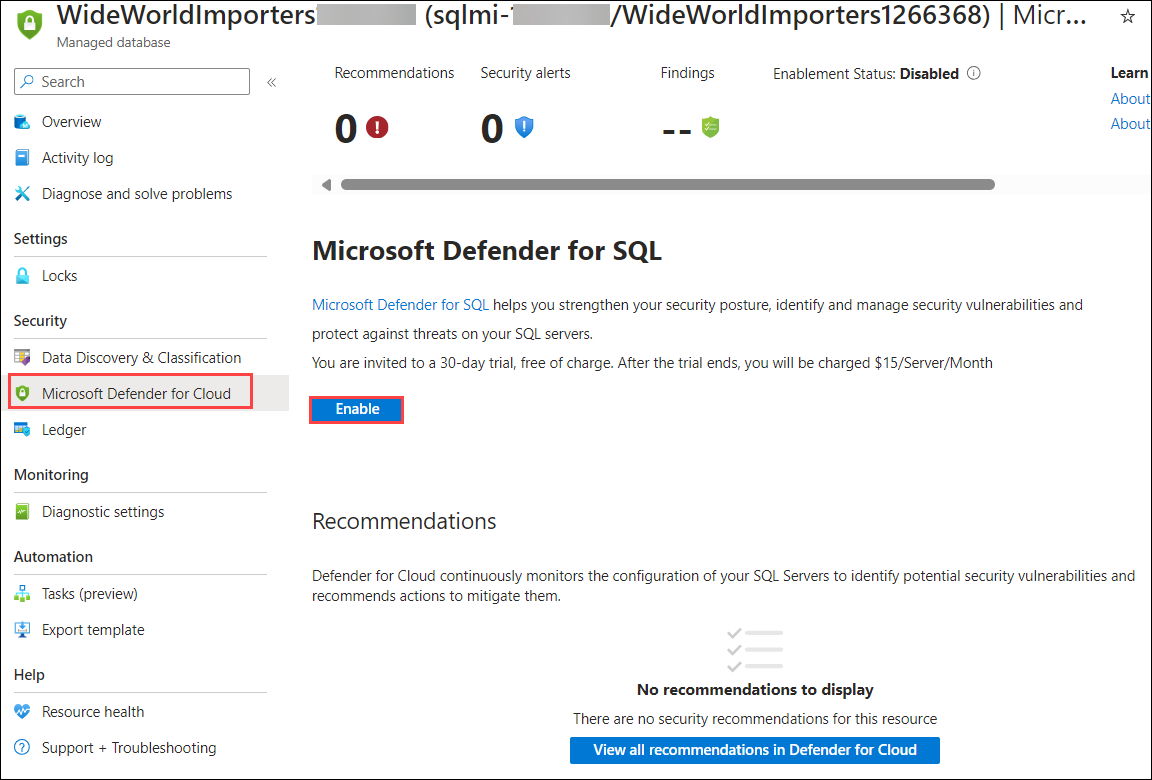 WideWorldImporters (sqlmi- /WideWorldImporters1266368) | Micr...
Managed database
Search
«
Overview
Activity log
Diagnose and solve problems
Settings
Locks
Security
Data Discovery & Classification
Microsoft Defender for Cloud
Ledger
Monitoring
Diagnostic settings
Automation
Tasks (preview)
Export template
Help
Resource health
Support + Troubleshooting
Recommendations
0
Security alerts
0
Findings
--
Enablement Status: Disabled
Learn
About
About
Microsoft Defender for SQL
Microsoft Defender for SQL helps you strengthen your security posture, identify and manage security vulnerabilities and
protect against threats on your SQL servers.
You are invited to a 30-day trial, free of charge. After the trial ends, you will be charged $15/Server/Month
Enable
Recommendations
Defender for Cloud continuously monitors the configuration of your SQL Servers to identify potential security vulnerabilities and
recommends actions to mitigate them.
No recommendations to display
There are no security recommendations for this resource
View all recommendations in Defender for Cloud